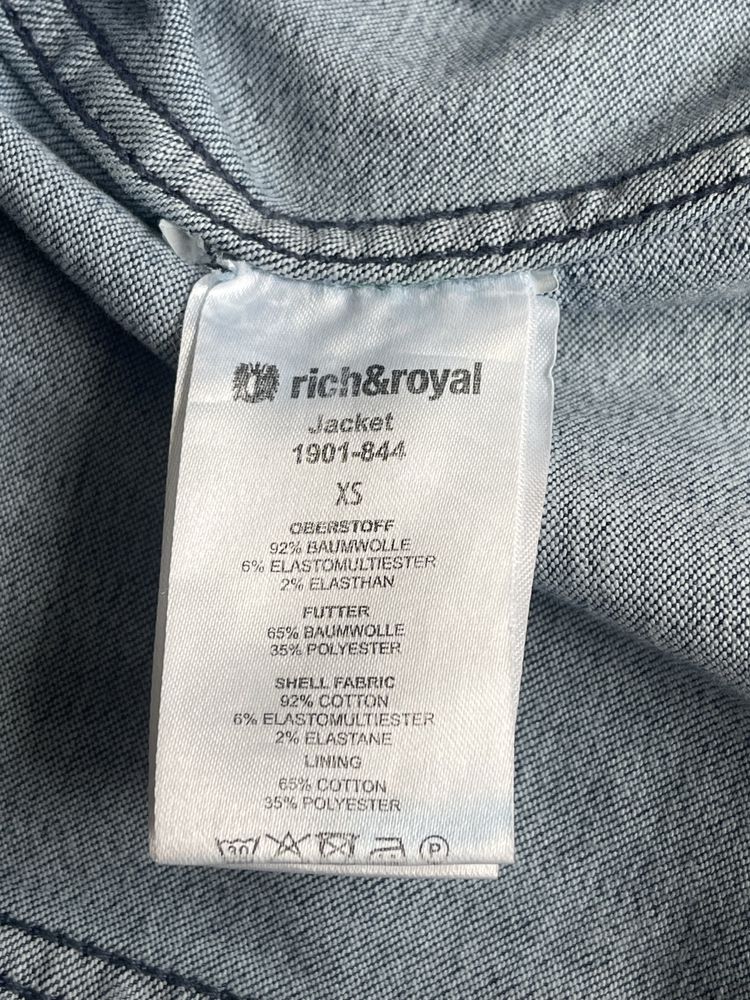 rich&royal
Jacket
1901-844
XS
OBERSTOFF
92% BAUMWOLLE
6% ELASTOMULTIESTER
2% ELASTHAN
FUTTER
65% BAUMWOLLE
35% POLYESTER
SHELL FABRIC
92% COTTON
6% ELASTOMULTIESTER
2% ELASTANE
LINING
65% COTTON
35% POLYESTER
30 P